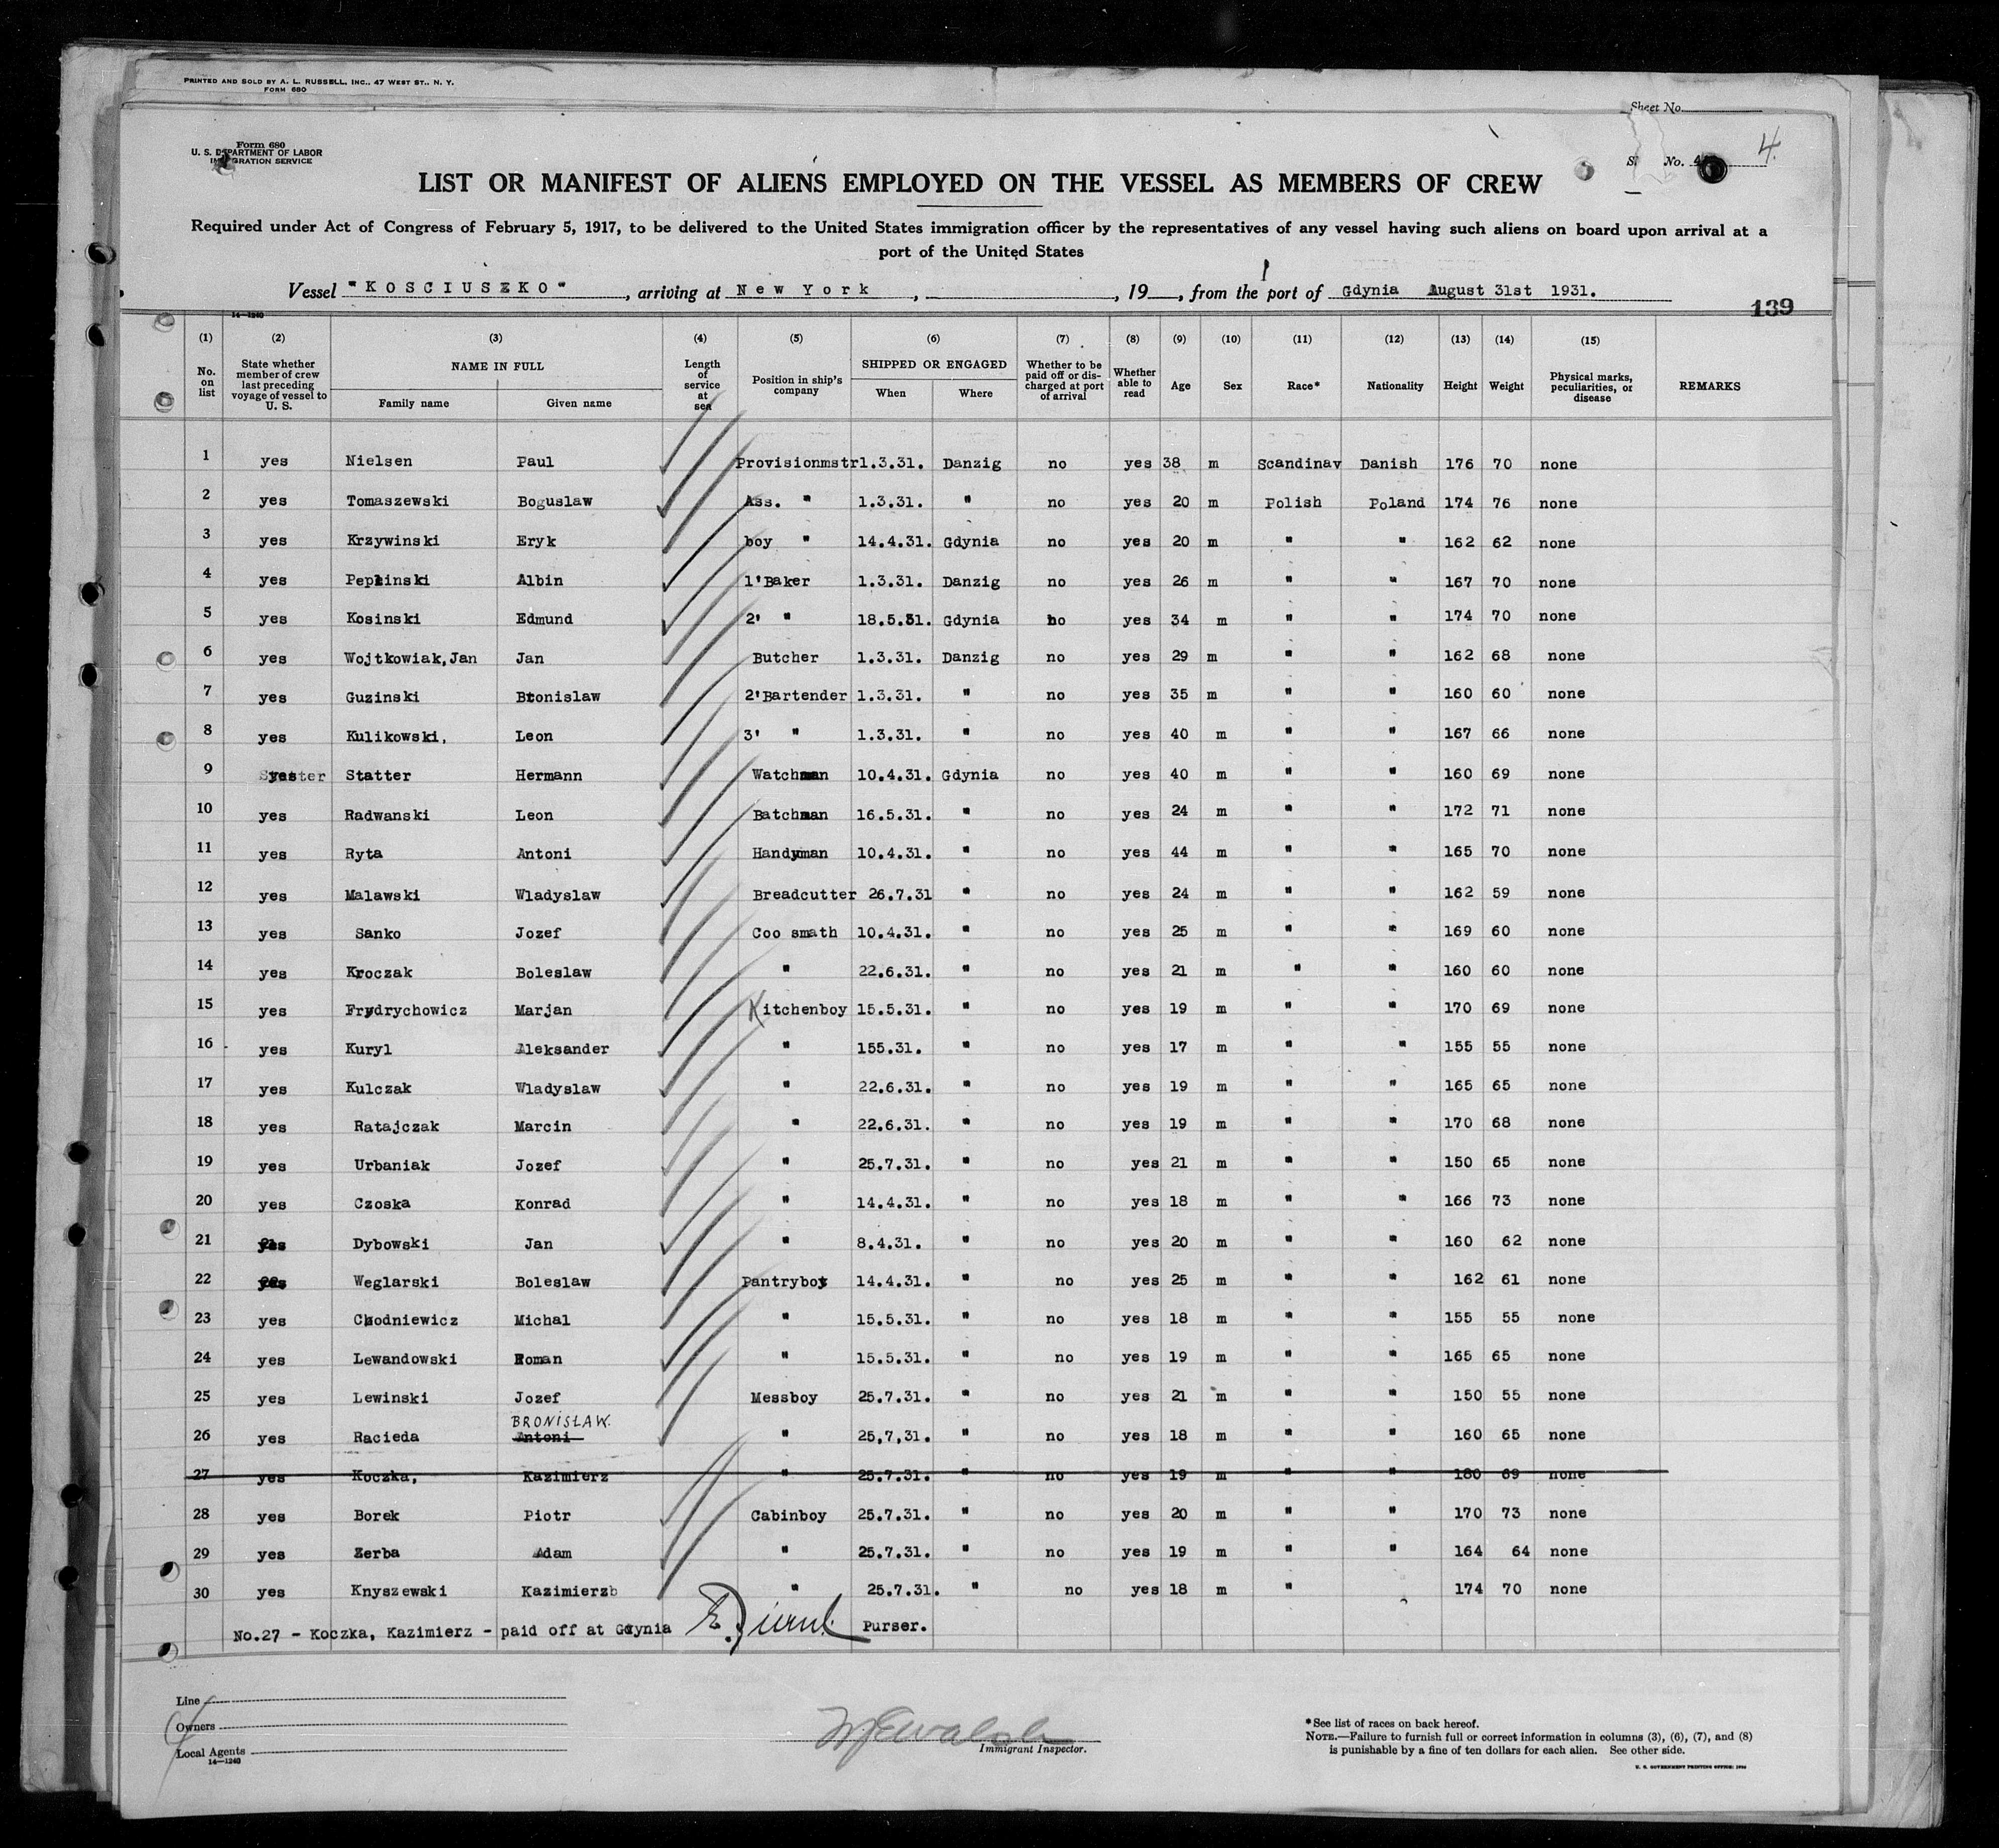 PRINTED AND SOLD BY A. L. RUSSELL, INC., 47 WEST ST., N. Y.
FORM 680
Sheet No.
Form 680
U. S. DEPARTMENT OF LABOR
IMMIGRATION SERVICE
No. 4
4.
LIST OR MANIFEST OF ALIENS EMPLOYED ON THE VESSEL AS MEMBERS OF CREW
Required under Act of Congress of February 5, 1917, to be delivered to the United States immigration officer by the representatives of any vessel having such aliens on board upon arrival at a
port of the United States
Vessel "KOSCIUSZKO", arriving at New York, , 19 , from the port of Gdynia August 31st 1931.
139
14—1240
(1) (2) (3) (4) (5) (6) (7) (8) (9) (10) (11) (12) (13) (14) (15)
No. on list State whether member of crew last preceding voyage of vessel to U. S. NAME IN FULL Family name Given name Length of service at sea Position in ship's company SHIPPED OR ENGAGED When Where Whether to be paid off or discharged at port of arrival Whether able to read Age Sex Race* Nationality Height Weight Physical marks, peculiarities, or disease REMARKS
1 yes Nielsen Paul Provisionmstr 1.3.31. Danzig no yes 38 m Scandinav Danish 176 70 none
2 yes Tomaszewski Boguslaw Ass. " 1.3.31. " no yes 20 m Polish Poland 174 76 none
3 yes Krzywinski Eryk boy " 14.4.31. Gdynia no yes 20 m " " 162 62 none
4 yes Peplinski Albin 1'Baker 1.3.31. Danzig no yes 26 m " " 167 70 none
5 yes Kosinski Edmund 2' " 18.5.31. Gdynia no yes 34 m " " 174 70 none
6 yes Wojtkowiak,Jan Jan Butcher 1.3.31. Danzig no yes 29 m " " 162 68 none
7 yes Guzinski Bronislaw 2'Bartender 1.3.31. " no yes 35 m " " 160 60 none
8 yes Kulikowski, Leon 3' " 1.3.31. " no yes 40 m " " 167 66 none
9 yes Statter Hermann Watchman 10.4.31. Gdynia no yes 40 m " " 160 69 none
10 yes Radwanski Leon Batchman 16.5.31. " no yes 24 m " " 172 71 none
11 yes Ryta Antoni Handyman 10.4.31. " no yes 44 m " " 165 70 none
12 yes Malawski Wladyslaw Breadcutter 26.7.31 " no yes 24 m " " 162 59 none
13 yes Sanko Jozef Coo smath 10.4.31. " no yes 25 m " " 169 60 none
14 yes Kroczak Boleslaw " 22.6.31. " no yes 21 m " " 160 60 none
15 yes Frydrychowicz Marjan Kitchenboy 15.5.31. " no yes 19 m " " 170 69 none
16 yes Kuryl Aleksander " 155.31. " no yes 17 m " " 155 55 none
17 yes Kulczak Wladyslaw " 22.6.31. " no yes 19 m " " 165 65 none
18 yes Ratajczak Marcin " 22.6.31. " no yes 19 m " " 170 68 none
19 yes Urbaniak Jozef " 25.7.31. " no yes 21 m " " 150 65 none
20 yes Czoska Konrad " 14.4.31. " no yes 18 m " " 166 73 none
21 yes Dybowski Jan " 8.4.31. " no yes 20 m " " 160 62 none
22 yes Weglarski Boleslaw Pantryboy 14.4.31. " no yes 25 m " " 162 61 none
23 yes Chodniewicz Michal " 15.5.31. " no yes 18 m " " 155 55 none
24 yes Lewandowski Roman " 15.5.31. " no yes 19 m " " 165 65 none
25 yes Lewinski Jozef Messboy 25.7.31. " no yes 21 m " " 150 55 none
BRONISŁAW.
26 yes Racieda Antoni " 25,7,31. " no yes 18 m " " 160 65 none
27 yes Koczka, Kazimierz " 25.7.31. " no yes 19 m " " 180 69 none
28 yes Borek Piotr Cabinboy 25.7.31. " no yes 20 m " " 170 73 none
29 yes Zerba Adam " 25.7.31. " no yes 19 m " " 164 64 none
30 yes Knyszewski Kazimierz " 25.7.31. " no yes 18 m " 174 70 none
No.27 - Koczka, Kazimierz - paid off at Gdynia Purser.
Line
Owners
Local Agents
14—1240
Immigrant Inspector.
*See list of races on back hereof.
NOTE.—Failure to furnish full or correct information in columns (3), (6), (7), and (8)
is punishable by a fine of ten dollars for each alien. See other side.
U. S. GOVERNMENT PRINTING OFFICE: 1930